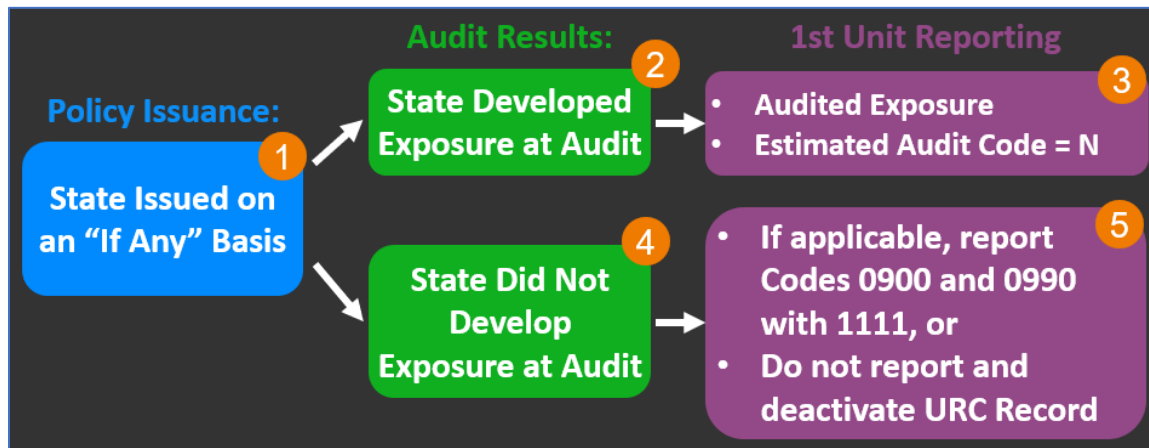 Audit Results:
1st Unit Reporting
Policy Issuance:
1
State Issued on
an “If Any” Basis
2
State Developed
Exposure at Audit
3
• Audited Exposure
• Estimated Audit Code = N
4
State Did Not
Develop
Exposure at Audit
5
• If applicable, report
Codes 0900 and 0990
with 1111, or
• Do not report and
deactivate URC Record